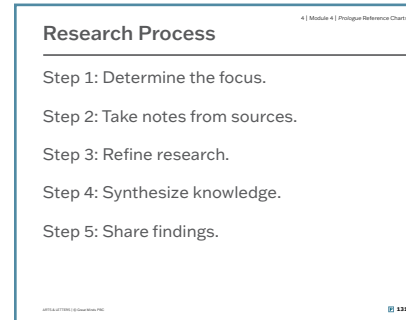 4 | Module 4 | Prologue Reference Charts
Research Process
Step 1: Determine the focus.
Step 2: Take notes from sources.
Step 3: Refine research.
Step 4: Synthesize knowledge.
Step 5: Share findings.
ARTS & LETTERS | © Great Minds PBC
P